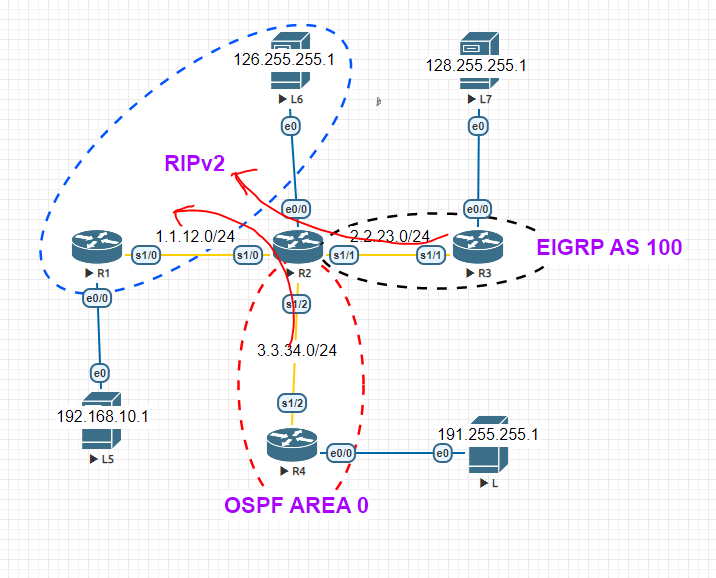 126.255.255.1
L6
128.255.255.1
L7
e0
e0
RIPv2
e0/0
e0/0
1.1.12.0/24
2.2.23.0/24
EIGRP AS 100
s1/0
s1/0
s1/1
s1/1
R1
R2
R3
e0/0
s1/2
3.3.34.0/24
e0
s1/2
192.168.10.1
191.255.255.1
e0/0
e0
L5
R4
L
OSPF AREA 0